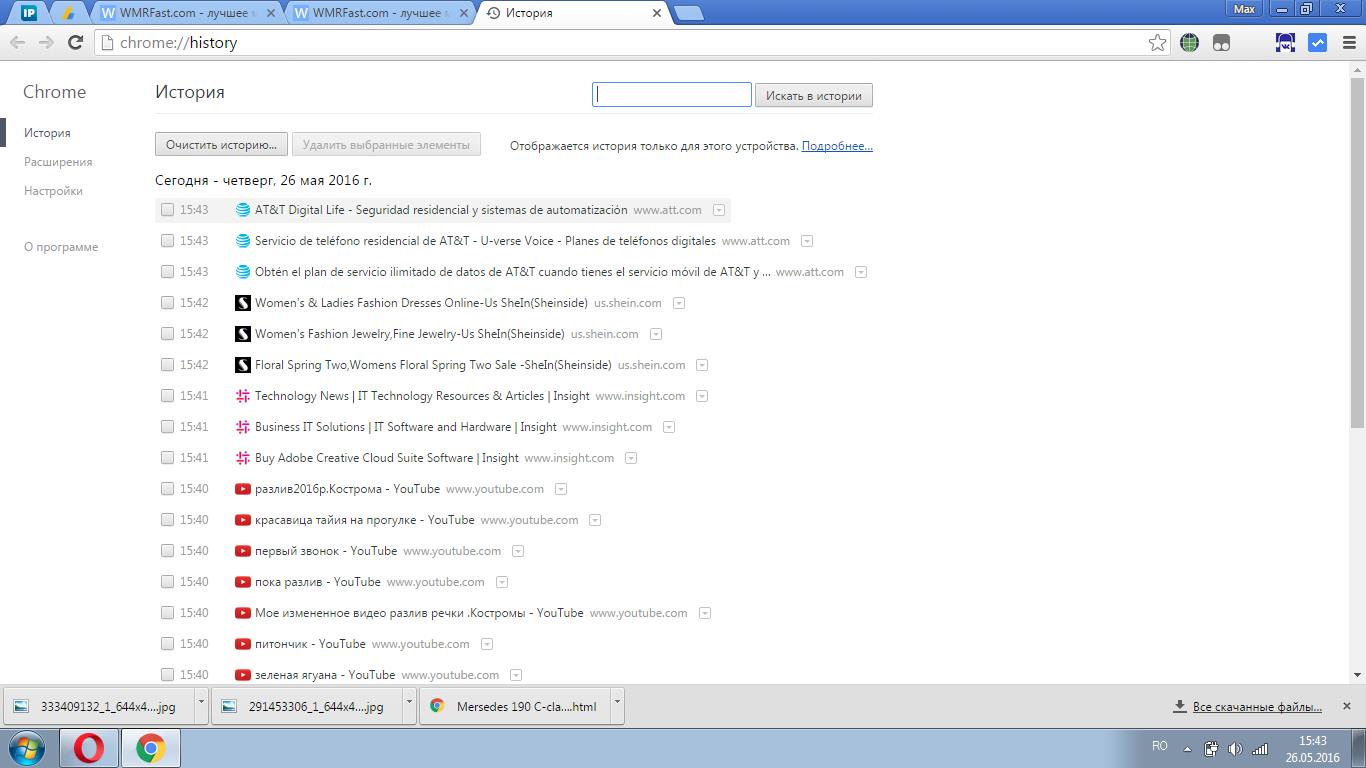 IP
WMRFast.com - лучшее м
WMRFast.com - лучшее м
История
Max
chrome://history
Chrome
История
Искать в истории
История
Расширения
Настройки
О программе
Очистить историю...
Удалить выбранные элементы
Отображается история только для этого устройства. Подробнее...
Сегодня - четверг, 26 мая 2016 г.
15:43 AT&T Digital Life - Seguridad residencial y sistemas de automatización www.att.com
15:43 Servicio de teléfono residencial de AT&T - U-verse Voice - Planes de teléfonos digitales www.att.com
15:43 Obtén el plan de servicio ilimitado de datos de AT&T cuando tienes el servicio móvil de AT&T y ... www.att.com
15:42 Women's & Ladies Fashion Dresses Online-Us SheIn(Sheinside) us.shein.com
15:42 Women's Fashion Jewelry,Fine Jewelry-Us SheIn(Sheinside) us.shein.com
15:42 Floral Spring Two,Womens Floral Spring Two Sale -SheIn(Sheinside) us.shein.com
15:41 Technology News | IT Technology Resources & Articles | Insight www.insight.com
15:41 Business IT Solutions | IT Software and Hardware | Insight www.insight.com
15:41 Buy Adobe Creative Cloud Suite Software | Insight www.insight.com
15:40 разлив2016р.Кострома - YouTube www.youtube.com
15:40 красавица тайия на прогулке - YouTube www.youtube.com
15:40 первый звонок - YouTube www.youtube.com
15:40 пока разлив - YouTube www.youtube.com
15:40 Мое измененное видео разлив речки .Костромы - YouTube www.youtube.com
15:40 питончик - YouTube www.youtube.com
15:40 зеленая ягуана - YouTube www.youtube.com
333409132_1_644x4....jpg
291453306_1_644x4....jpg
Mersedes 190 C-cla....html
Все скачанные файлы...
RO
15:43
26.05.2016